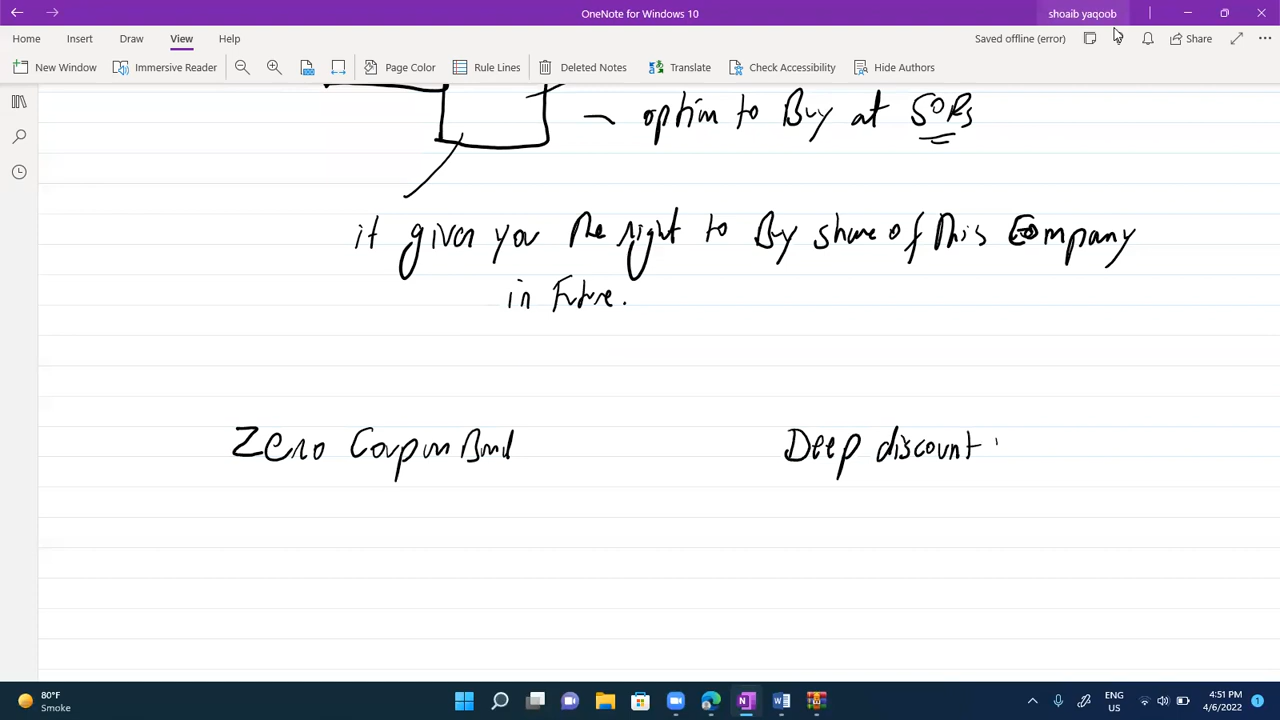 OneNote for Windows 10
shoaib yaqoob
Home Insert Draw View Help
Saved offline (error)
Share
New Window Immersive Reader Page Color Rule Lines Deleted Notes Translate Check Accessibility Hide Authors
option to Buy at 50Rs
it given you the right to By share of this Company
in Future.
Zero Coupon Bond
Deep discount
80°F
Smoke
ENG
US
4:51 PM
4/6/2022
1